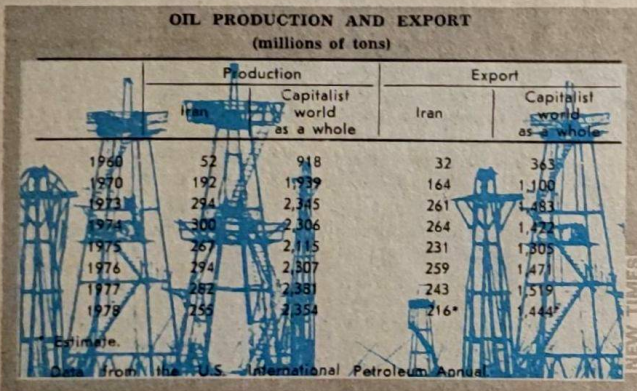 OIL PRODUCTION AND EXPORT
(millions of tons)
Production Export
Iran Capitalist world as a whole Iran Capitalist world as a whole
1960 52 918 32 363
1970 192 1,939 164 1,100
1973 294 2,345 261 1,483
1974 300 2,306 264 1,422
1975 267 2,115 231 1,305
1976 294 2,307 259 1,471
1977 282 2,381 243 1,519
1978 255 2,354 216* 1,444*
* Estimate.
Data from the U.S. International Petroleum Annual
NEW TIMES